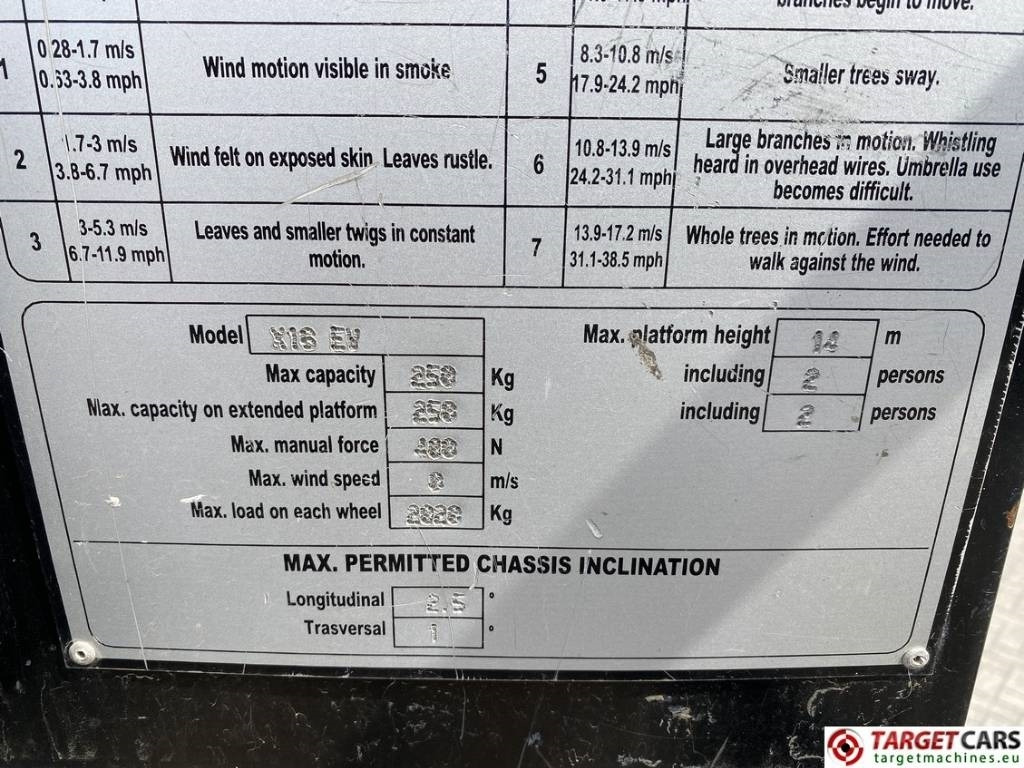 branches begin to move.
1
0.28-1.7 m/s
0.63-3.8 mph
Wind motion visible in smoke
5
8.3-10.8 m/s
17.9-24.2 mph
Smaller trees sway.
2
1.7-3 m/s
3.8-6.7 mph
Wind felt on exposed skin. Leaves rustle.
6
10.8-13.9 m/s
24.2-31.1 mph
Large branches in motion. Whistling
heard in overhead wires. Umbrella use
becomes difficult.
3
3-5.3 m/s
6.7-11.9 mph
Leaves and smaller twigs in constant
motion.
7
13.9-17.2 m/s
31.1-38.5 mph
Whole trees in motion. Effort needed to
walk against the wind.
Model EV
Max. platform height 14 m
Max capacity 250 Kg
including 2 persons
Max. capacity on extended platform 250 Kg
including 2 persons
Max. manual force 400 N
Max. wind speed 0 m/s
Max. load on each wheel 2020 Kg
MAX. PERMITTED CHASSIS INCLINATION
Longitudinal 2.5 °
Trasversal 1 °
TARGETCARS
targetmachines.eu